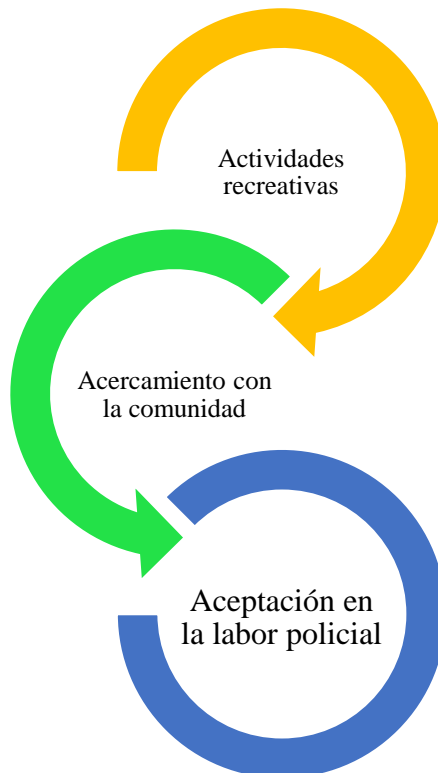 Actividades
recreativas
Acercamiento con
la comunidad
Aceptación en
la labor policial